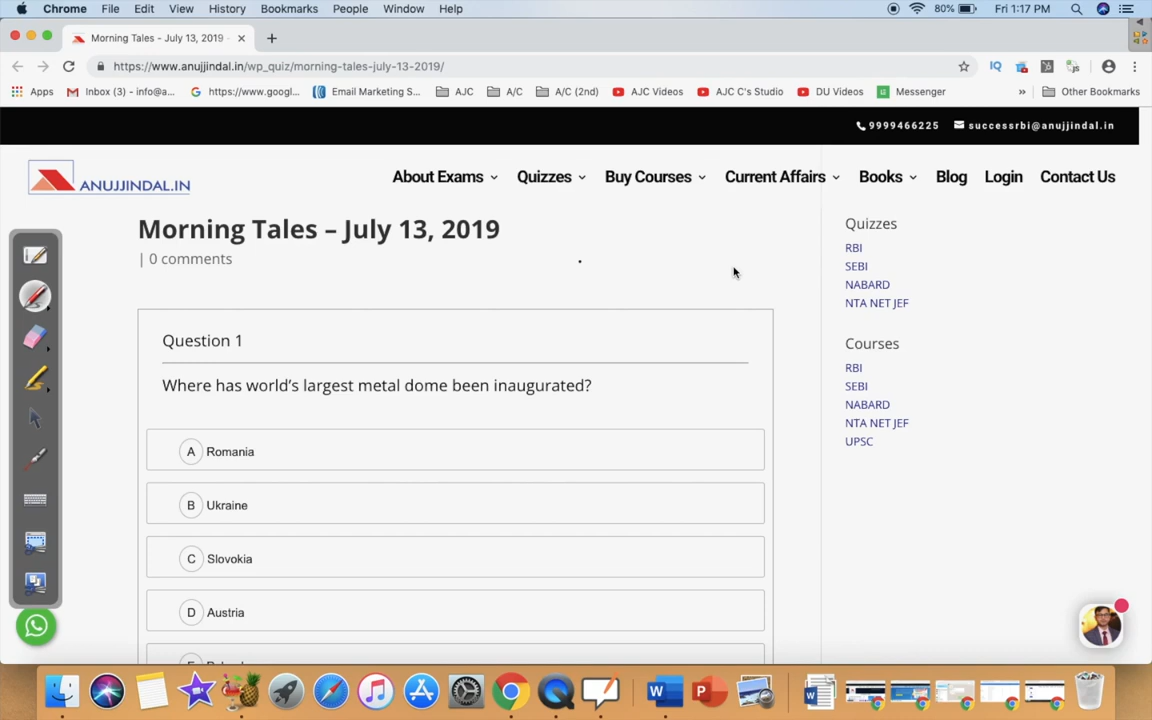 Chrome File Edit View History Bookmarks People Window Help 80% Fri 1:17 PM
Morning Tales – July 13, 2019
https://www.anujjindal.in/wp_quiz/morning-tales-july-13-2019/
Apps Inbox (3) - info@a... https://www.googl... Email Marketing S... AJC A/C A/C (2nd) AJC Videos AJC C's Studio DU Videos Messenger » Other Bookmarks
9999466225 successrbi@anujjindal.in
ANUJJINDAL.IN
About Exams Quizzes Buy Courses Current Affairs Books Blog Login Contact Us
Morning Tales – July 13, 2019
| 0 comments
Question 1
Where has world's largest metal dome been inaugurated?
A Romania
B Ukraine
C Slovokia
D Austria
Quizzes
RBI
SEBI
NABARD
NTA NET JEF
Courses
RBI
SEBI
NABARD
NTA NET JEF
UPSC